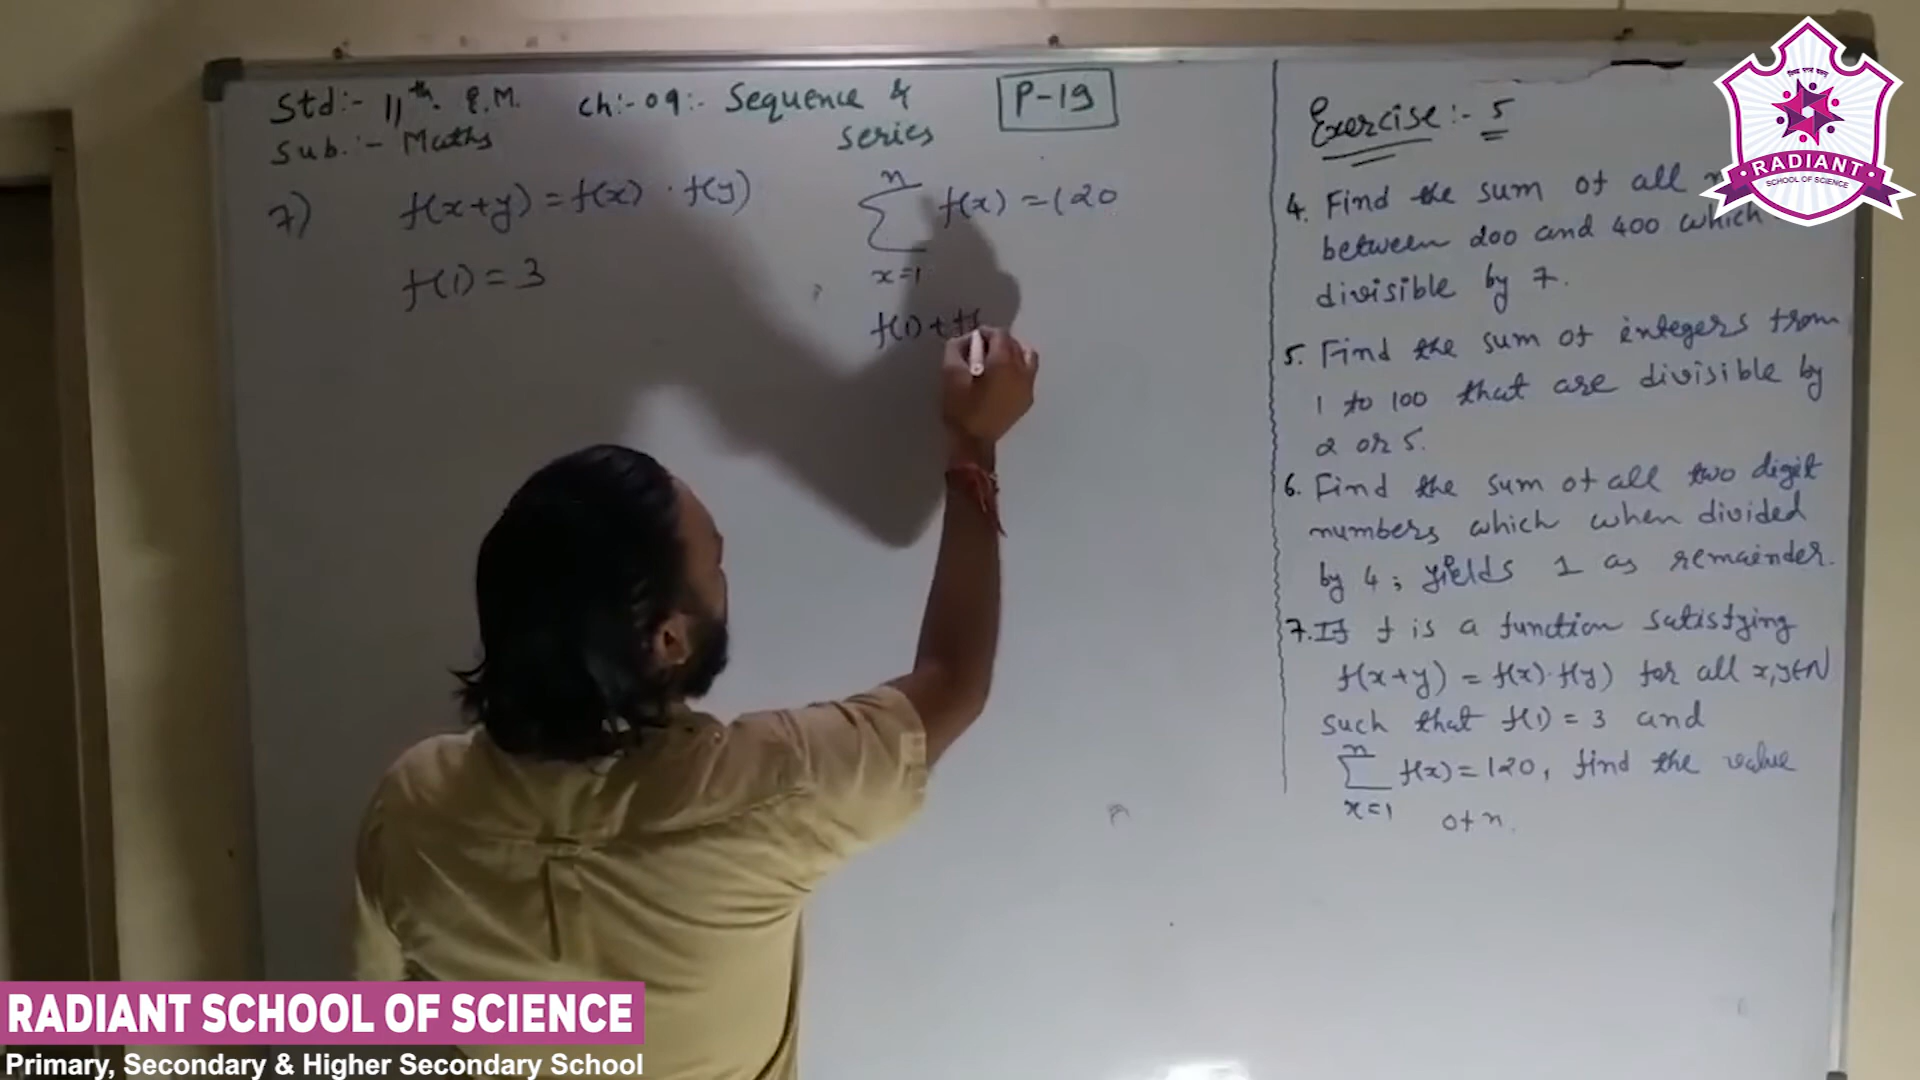 Std:- 11th. E.M. Ch:-09:- Sequence & series P-19
Sub.:- Maths
7) f(x+y) = f(x) · f(y)
f(1) = 3
n
∑ f(x) = 120
x=1
f(1) + f(
Exercise:- 5
4. Find the sum of all
between 200 and 400 which
divisible by 7.
5. Find the sum of integers from
1 to 100 that are divisible by
2 or 5.
6. Find the sum of all two digit
numbers which when divided
by 4; yields 1 as remainder.
7. If f is a function satisfying
f(x+y) = f(x)·f(y) for all x,y∈N
such that f(1) = 3 and
n
∑ f(x) = 120, find the value
x=1 of n.
RADIANT
SCHOOL OF SCIENCE
RADIANT SCHOOL OF SCIENCE
Primary, Secondary & Higher Secondary School